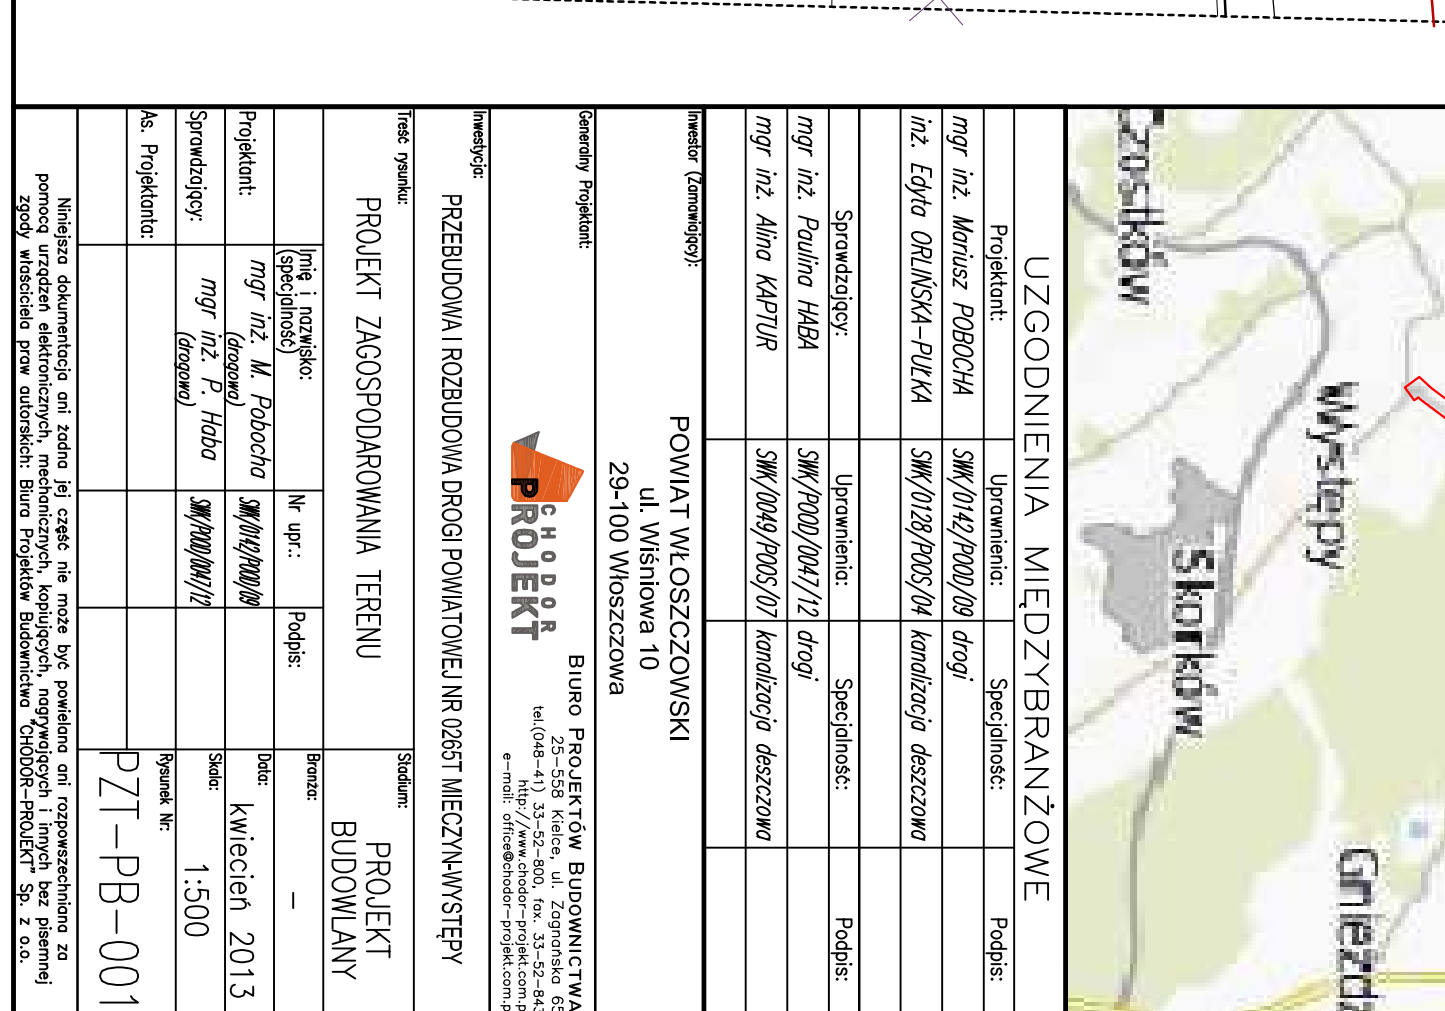 Czostków
Występy
Skorków
UZGODNIENIA MIĘDZYBRANŻOWE
Projektant: Uprawnienia: Specjalność: Podpis:
mgr inż. Mariusz POBOCHA SWK/0142/POOD/09 drogi
inż. Edyta ORLIŃSKA-PUŁKA SWK/0128/POOS/04 kanalizacja deszczowa
Sprawdzający: Uprawnienia: Specjalność: Podpis:
mgr inż. Paulina HABA SWK/POOD/0047/12 drogi
mgr inż. Alina KAPTUR SWK/0049/POOS/07 kanalizacja deszczowa
Inwestor (Zamawiający):
POWIAT WŁOSZCZOWSKI
ul. Wiśniowa 10
29-100 Włoszczowa
Generalny Projektant:
CHODOR
PROJEKT
BIURO PROJEKTÓW BUDOWNICTWA
25-558 Kielce, ul. Zagnańska 65
tel.(048-41) 33-52-800, fax. 33-52-84
http://www.chodor-projekt.com.p
e-mail: office@chodor-projekt.com.p
Inwestycja:
PRZEBUDOWA I ROZBUDOWA DROGI POWIATOWEJ NR 0265T MIECZYN-WYSTĘPY
Treść rysunku:
PROJEKT ZAGOSPODAROWANIA TERENU
Stadium:
PROJEKT
BUDOWLANY
Imię i nazwisko:
(specjalność)
Nr upr.: Podpis: Branża:
–
Projektant: mgr inż. M. Pobocha
(drogowa)
SWK/0142/POOD/09
Data: kwiecień 2013
Sprawdzający: mgr inż. P. Haba
(drogowa)
SWK/POOD/0047/12
Skala: 1:500
As. Projektanta:
Rysunek Nr:
PZT-PB-001
Niniejsza dokumentacja ani żadna jej część nie może być powielana ani rozpowszechniana za
pomocą urządzeń elektronicznych, mechanicznych, kopiujących, nagrywających i innych bez pisemnej
zgody właściciela praw autorskich: Biura Projektów Budownictwa "CHODOR-PROJEKT" Sp. z o.o.